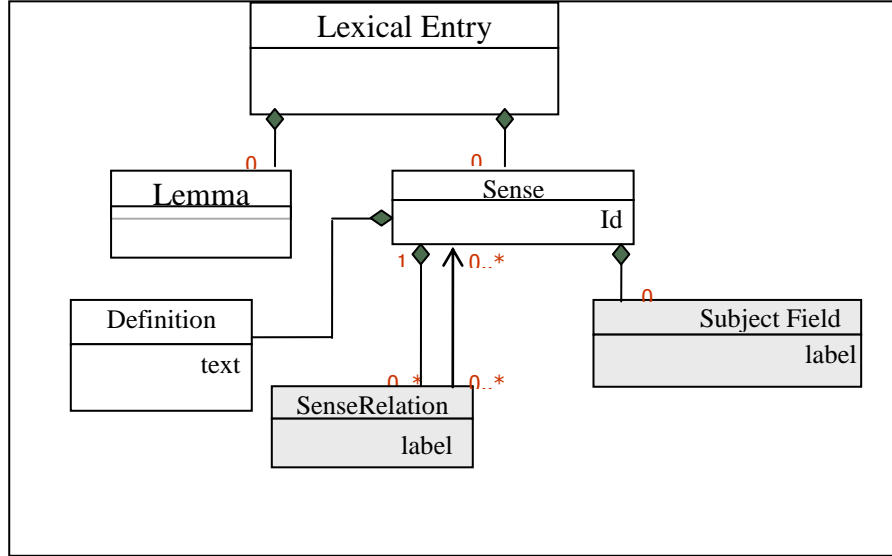 Lexical Entry
0
0
Lemma
Sense
Id
1
0..*
0
Definition
text
Subject Field
label
0..*
0..*
SenseRelation
label